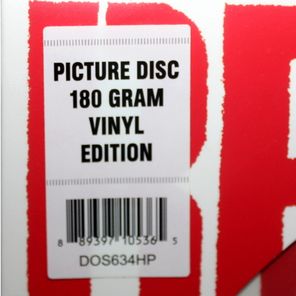 PICTURE DISC
180 GRAM
VINYL
EDITION
8 89397 10536 5
DOS634HP